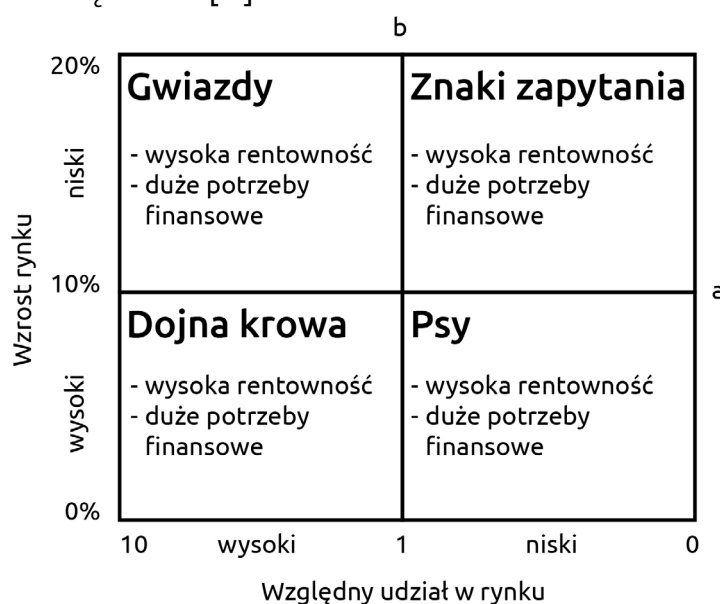 b
20%
Gwiazdy
Znaki zapytania
- wysoka rentowność
- duże potrzeby
finansowe
- wysoka rentowność
- duże potrzeby
finansowe
niski
Wzrost rynku
10%
a
Dojna krowa
Psy
- wysoka rentowność
- duże potrzeby
finansowe
- wysoka rentowność
- duże potrzeby
finansowe
wysoki
0%
10
wysoki
1
niski
0
Względny udział w rynku